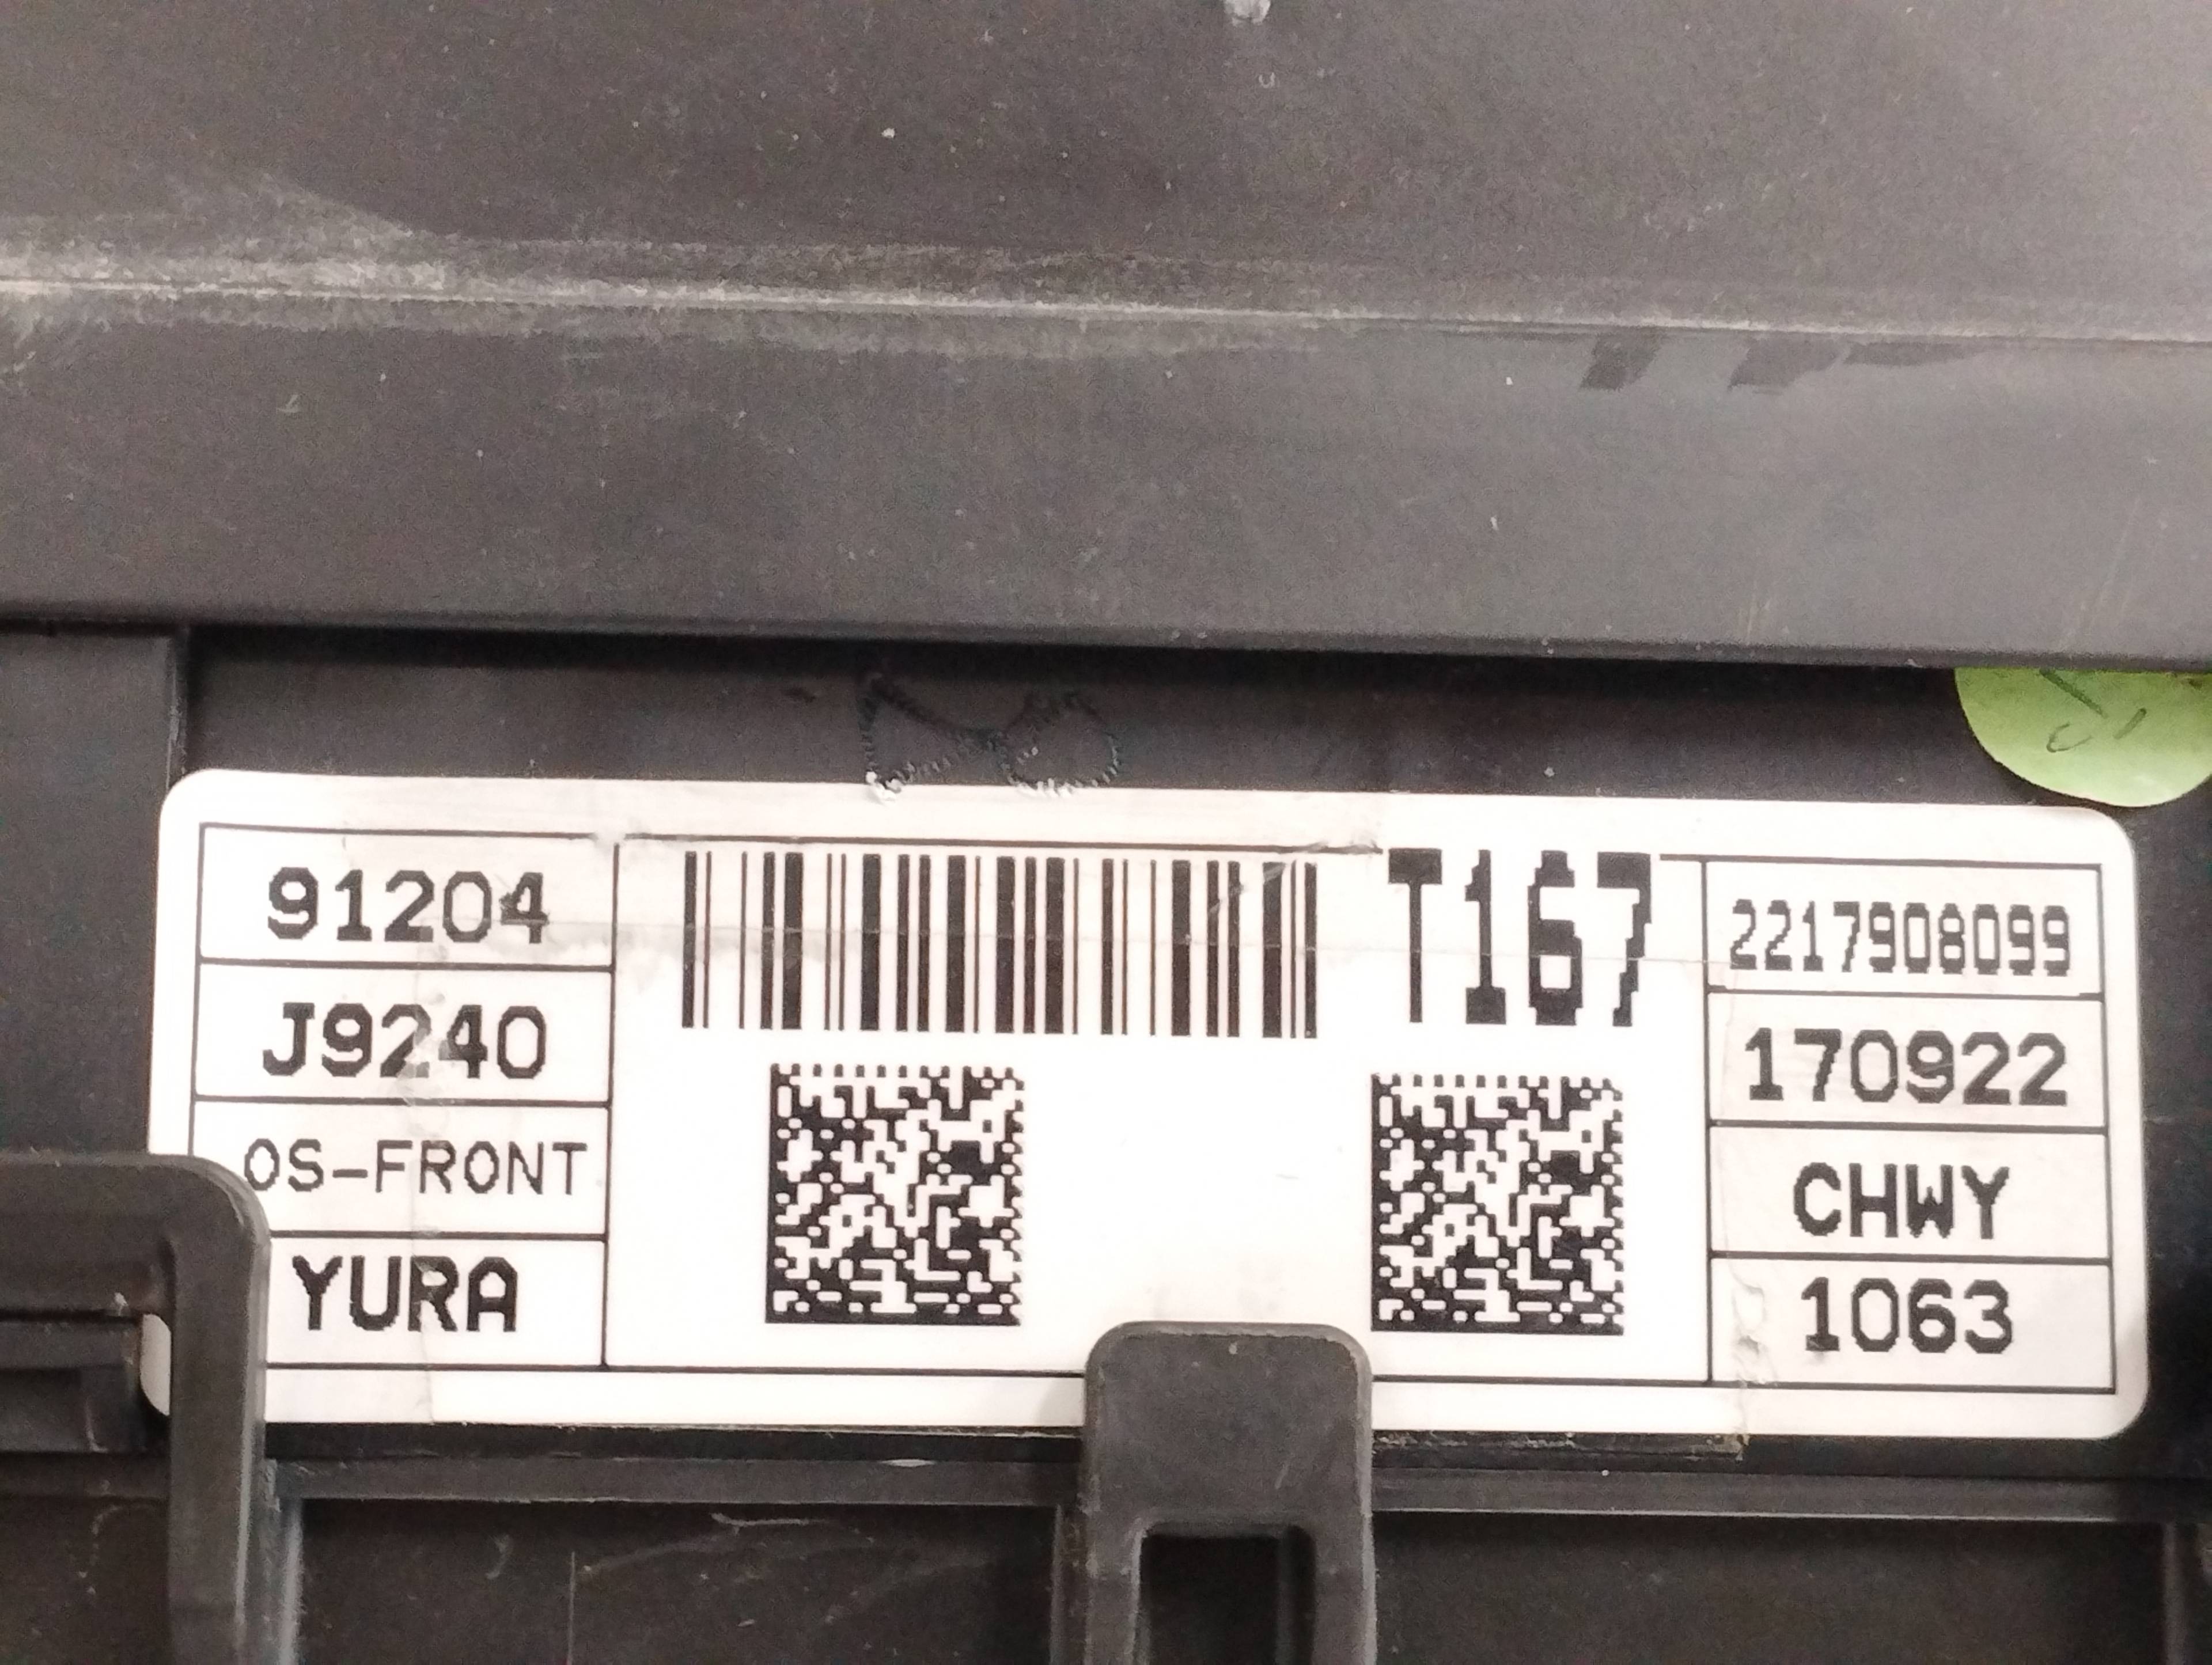 91204
J9240
OS-FRONT
YURA
T167
2217908099
170922
CHWY
1063